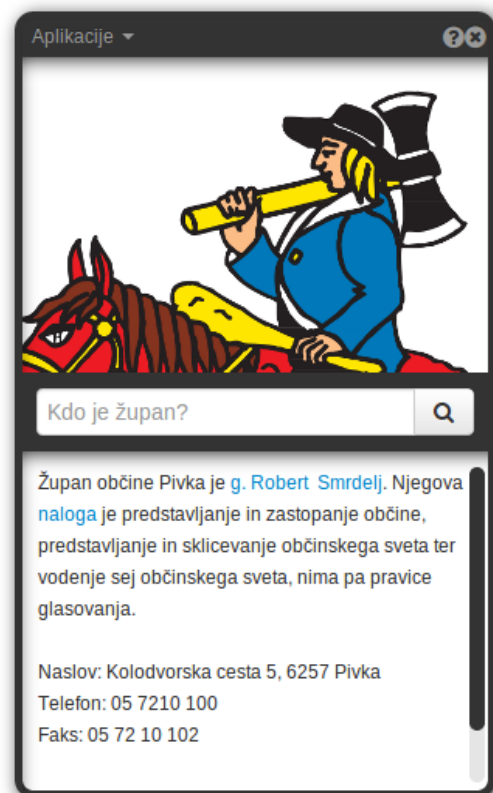 Aplikacije
Kdo je župan?
Župan občine Pivka je g. Robert Smrdelj. Njegova
naloga je predstavljanje in zastopanje občine,
predstavljanje in sklicevanje občinskega sveta ter
vodenje sej občinskega sveta, nima pa pravice
glasovanja.
Naslov: Kolodvorska cesta 5, 6257 Pivka
Telefon: 05 7210 100
Faks: 05 72 10 102